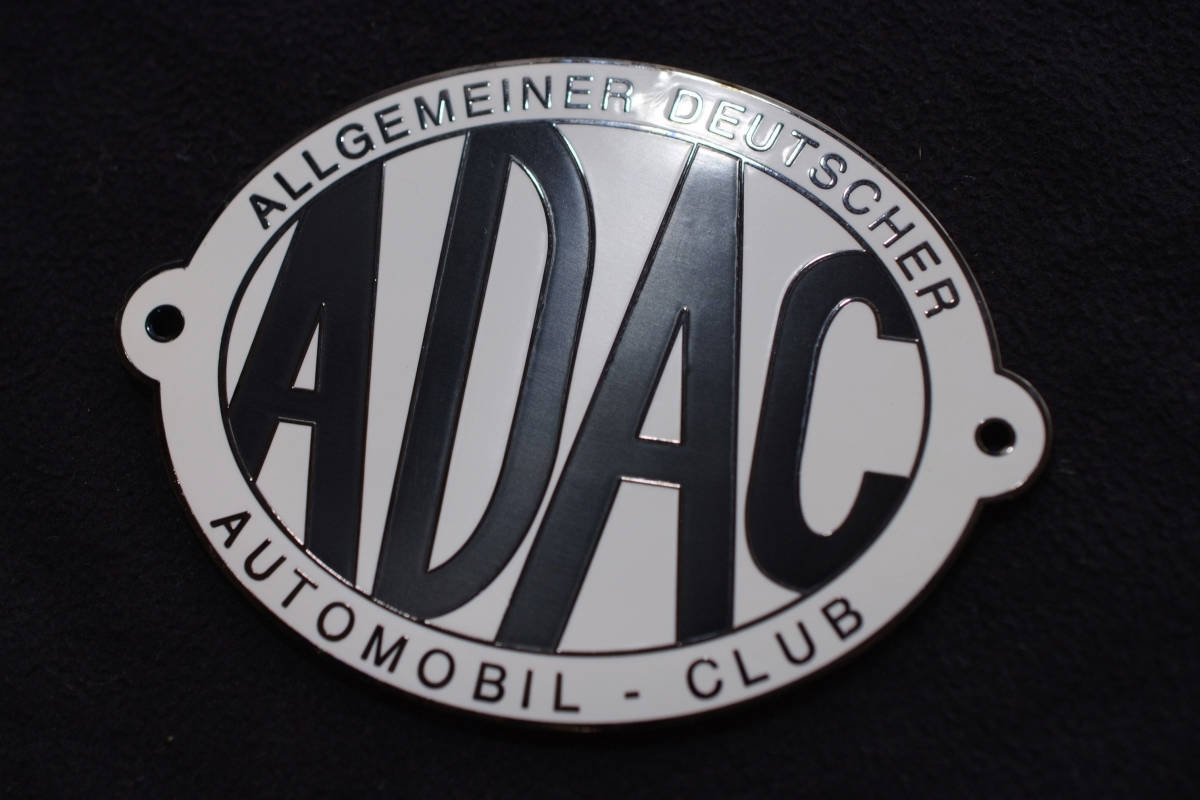 ALLGEMEINER DEUTSCHER
ADAC
AUTOMOBIL - CLUB